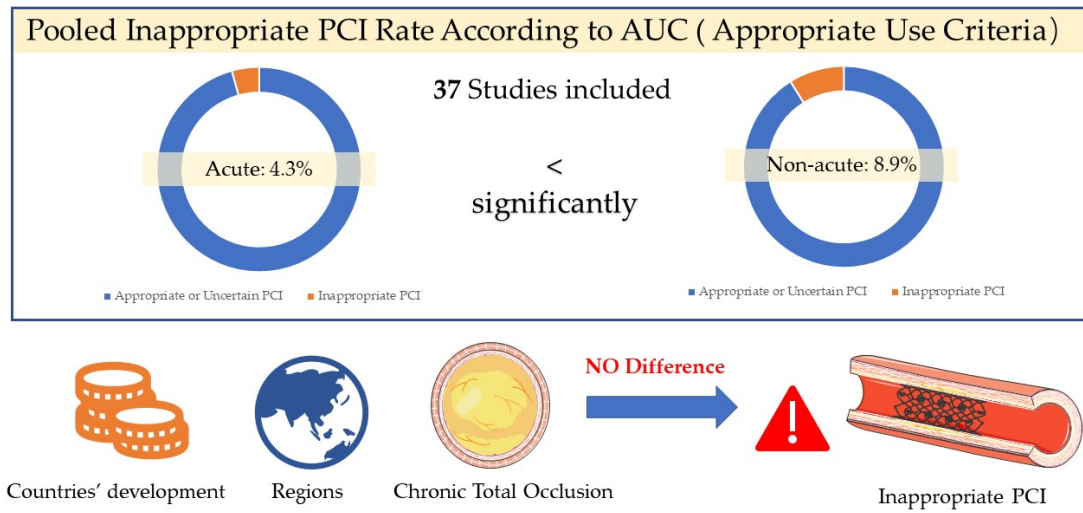 Pooled Inappropriate PCI Rate According to AUC ( Appropriate Use Criteria)
37 Studies included
Acute: 4.3%
<
significantly
Non-acute: 8.9%
Appropriate or Uncertain PCI
Inappropriate PCI
Appropriate or Uncertain PCI
Inappropriate PCI
NO Difference
Countries' development
Regions
Chronic Total Occlusion
Inappropriate PCI